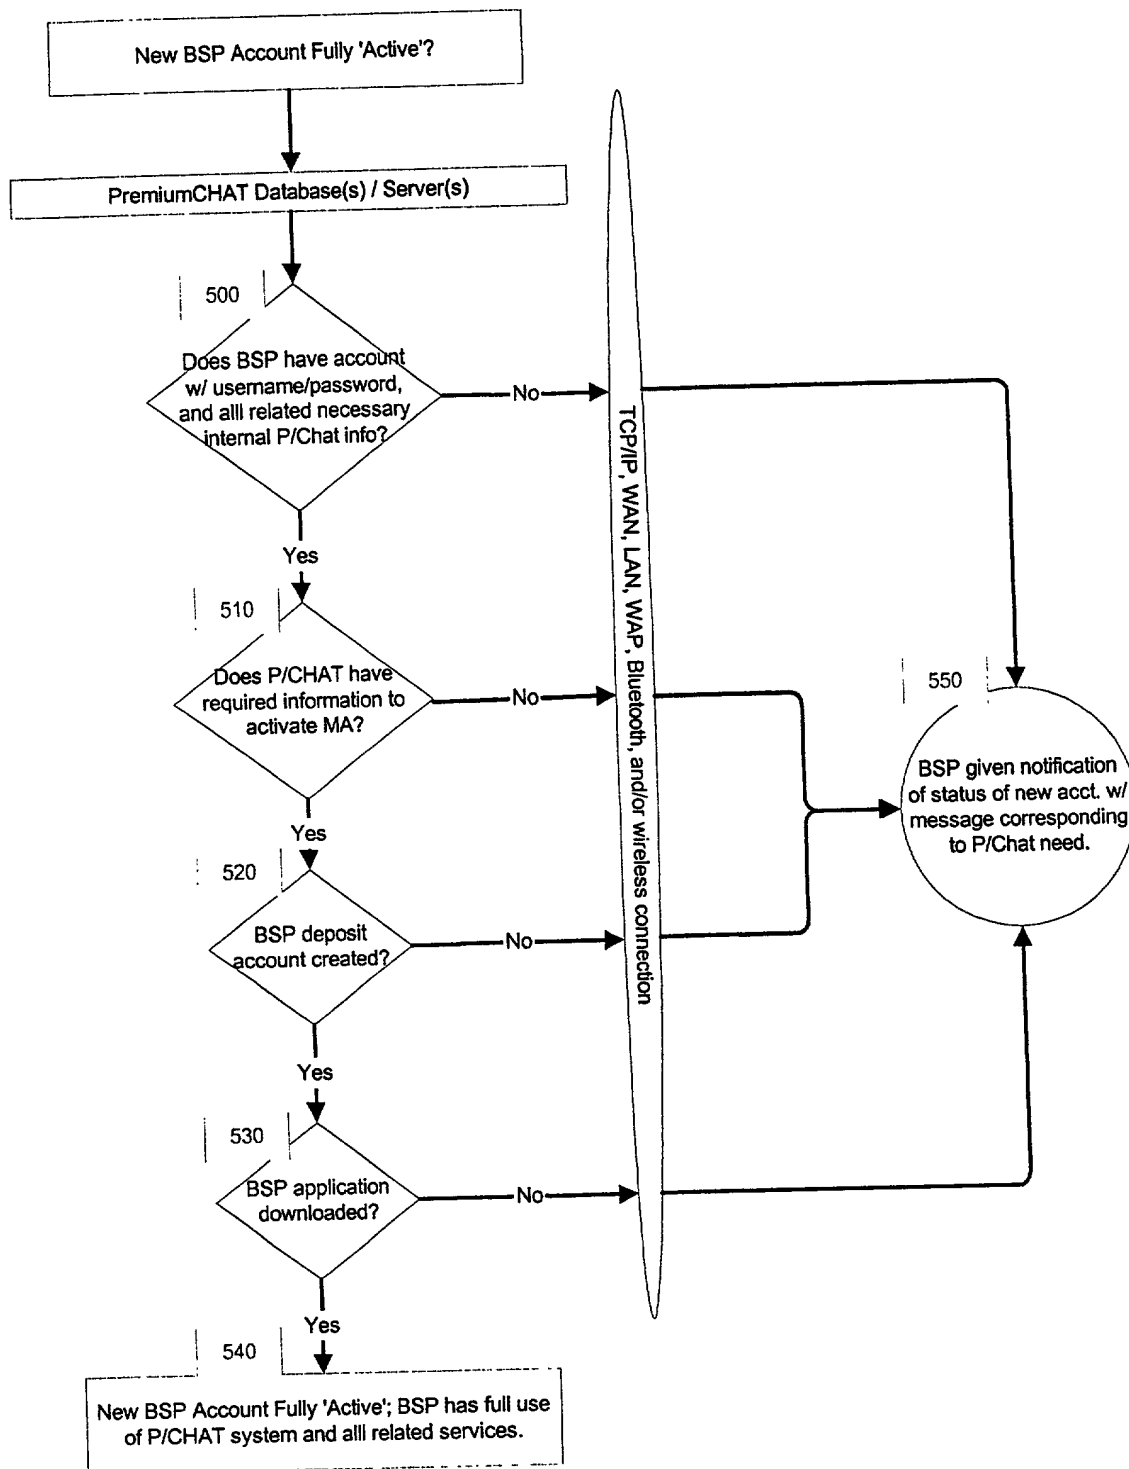 New BSP Account Fully 'Active'?
PremiumCHAT Database(s) / Server(s)
500
Does BSP have account
w/ username/password,
and alll related necessary
internal P/Chat info?
No
Yes
510
Does P/CHAT have
required information to
activate MA?
No
Yes
520
BSP deposit
account created?
No
Yes
530
BSP application
downloaded?
No
Yes
540
New BSP Account Fully 'Active'; BSP has full use
of P/CHAT system and alll related services.
TCP/IP, WAN, LAN, WAP, Bluetooth, and/or wireless connection
550
BSP given notification
of status of new acct. w/
message corresponding
to P/Chat need.